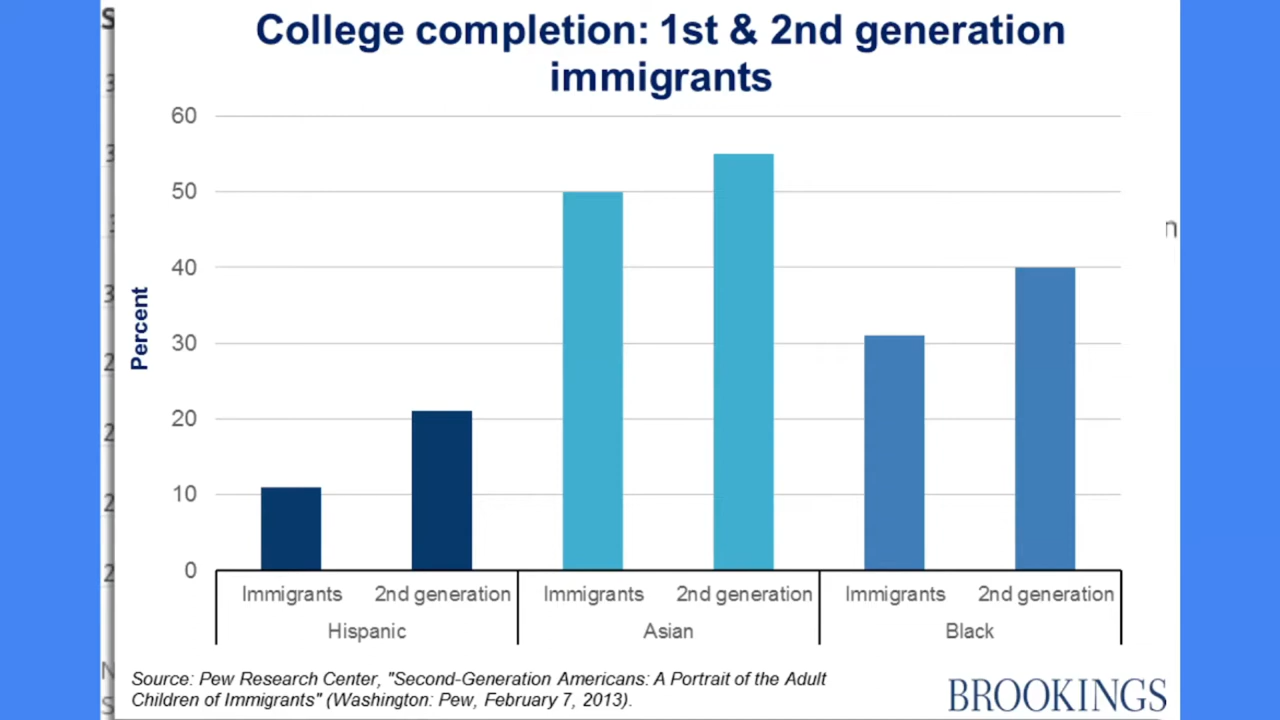 College completion: 1st & 2nd generation
immigrants
60
50
40
30
20
10
0
Percent
Immigrants 2nd generation Immigrants 2nd generation Immigrants 2nd generation
Hispanic Asian Black
Source: Pew Research Center, "Second-Generation Americans: A Portrait of the Adult
Children of Immigrants" (Washington: Pew, February 7, 2013).
BROOKINGS